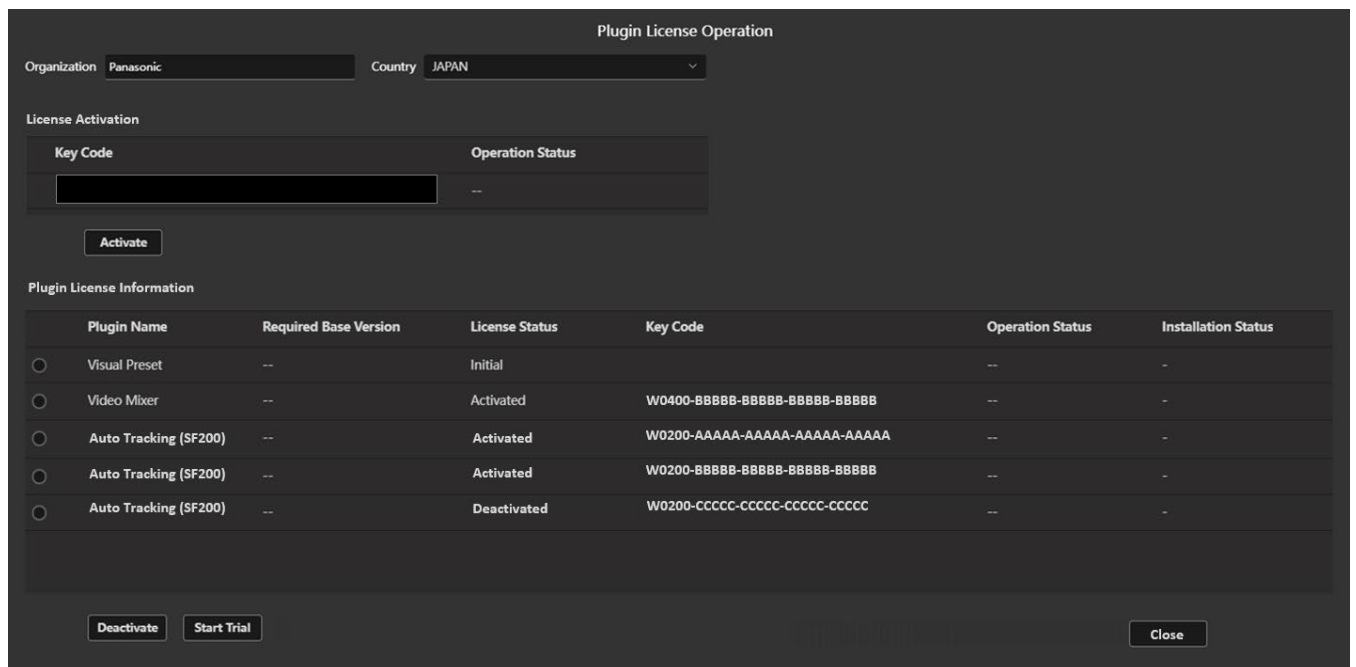 Plugin License Operation
Organization Panasonic Country JAPAN
License Activation
Key Code Operation Status
--
Activate
Plugin License Information
Plugin Name Required Base Version License Status Key Code Operation Status Installation Status
Visual Preset -- Initial -- -
Video Mixer -- Activated W0400-BBBBB-BBBBB-BBBBB-BBBBB -- -
Auto Tracking (SF200) -- Activated W0200-AAAAA-AAAAA-AAAAA-AAAAA -- -
Auto Tracking (SF200) -- Activated W0200-BBBBB-BBBBB-BBBBB-BBBBB -- -
Auto Tracking (SF200) -- Deactivated W0200-CCCCC-CCCCC-CCCCC-CCCCC -- -
Deactivate Start Trial Close